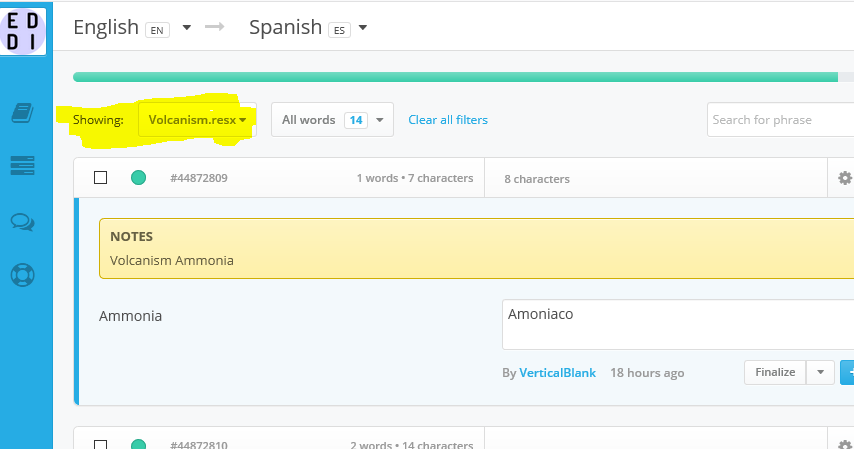 ED
DI
English EN → Spanish ES
Showing: Volcanism.resx All words 14 Clear all filters Search for phrase
#44872809 1 words • 7 characters 8 characters
NOTES
Volcanism Ammonia
Ammonia Amoniaco
By VerticalBlank 18 hours ago Finalize
#44872810 2 words • 14 characters